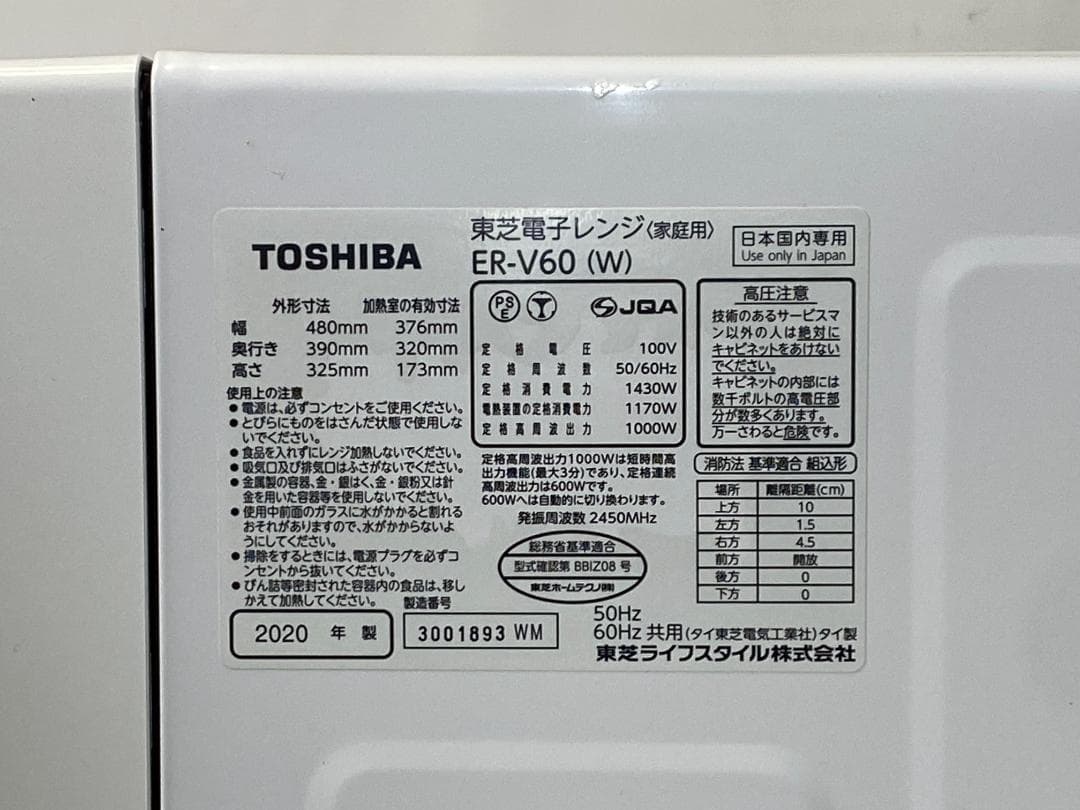 TOSHIBA
東芝電子レンジ〈家庭用〉
ER-V60 (W)
日本国内専用
Use only in Japan
外形寸法 加熱室の有効寸法
幅 480mm 376mm
奥行き 390mm 320mm
高さ 325mm 173mm
使用上の注意
●電源は、必ずコンセントをご使用ください。
●とびらにものをはさんだ状態で使用しな
いでください。
●食品を入れずにレンジ加熱しないでください。
●吸気口及び排気口はふさがないでください。
●金属製の容器、金・銀はく、金・銀粉又は針
金を用いた容器等を使用しないでください。
●使用中前面のガラスに水がかかると割れる
おそれがありますので、水がかからないよ
うにしてください。
●掃除をするときには、電源プラグを必ずコ
ンセントから抜いてください。
●びん詰等密封された容器内の食品は、移し
かえて加熱してください。
製造番号
2020 年 製
3001893 WM
PSE JQA
定格電圧 100V
定格周波数 50/60Hz
定格消費電力 1430W
電熱装置の定格消費電力 1170W
定格高周波出力 1000W
定格高周波出力1000Wは短時間高
出力機能(最大3分)であり、定格連続
高周波出力は600Wです。
600Wへは自動的に切り換わります。
発振周波数 2450MHz
総務省基準適合
型式確認第 BBIZ08 号
東芝ホームテクノ(株)
高圧注意
技術のあるサービスマ
ン以外の人は絶対に
キャビネットをあけない
でください。
キャビネットの内部には
数千ボルトの高電圧部
分が数多くあります。
万一さわると危険です。
消防法 基準適合 組込形
場所 離隔距離(cm)
上方 10
左方 1.5
右方 4.5
前方 開放
後方 0
下方 0
50Hz
60Hz 共用 (タイ東芝電気工業社) タイ製
東芝ライフスタイル株式会社